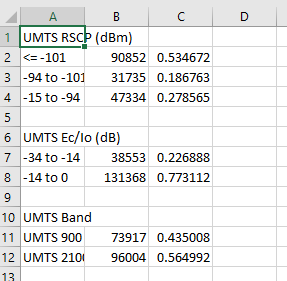 A B C D
1 UMTS RSCP (dBm)
2 <= -101 90852 0.534672
3 -94 to -101 31735 0.186763
4 -15 to -94 47334 0.278565
5
6 UMTS Ec/Io (dB)
7 -34 to -14 38553 0.226888
8 -14 to 0 131368 0.773112
9
10 UMTS Band
11 UMTS 900 73917 0.435008
12 UMTS 2100 96004 0.564992
13